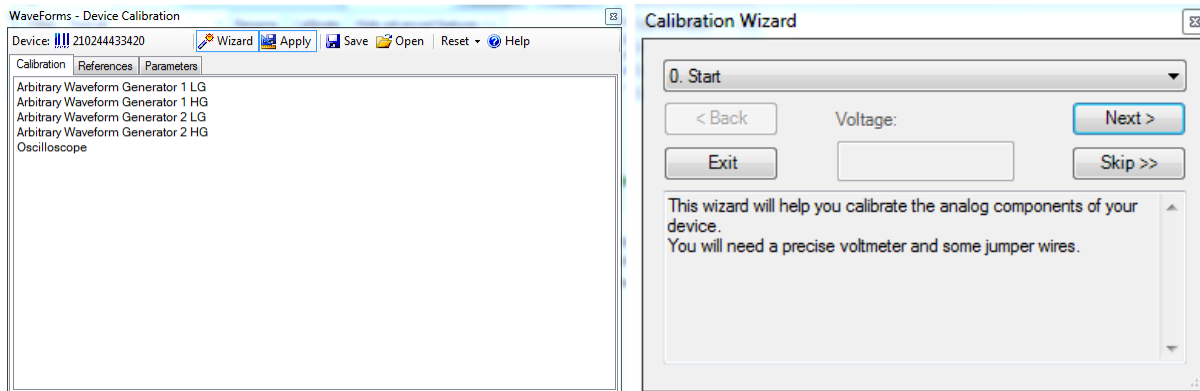 WaveForms - Device Calibration
Device: 210244433420 Wizard Apply Save Open Reset Help
Calibration References Parameters
Arbitrary Waveform Generator 1 LG
Arbitrary Waveform Generator 1 HG
Arbitrary Waveform Generator 2 LG
Arbitrary Waveform Generator 2 HG
Oscilloscope
Calibration Wizard
0. Start
< Back Voltage: Next >
Exit Skip >>
This wizard will help you calibrate the analog components of your
device.
You will need a precise voltmeter and some jumper wires.